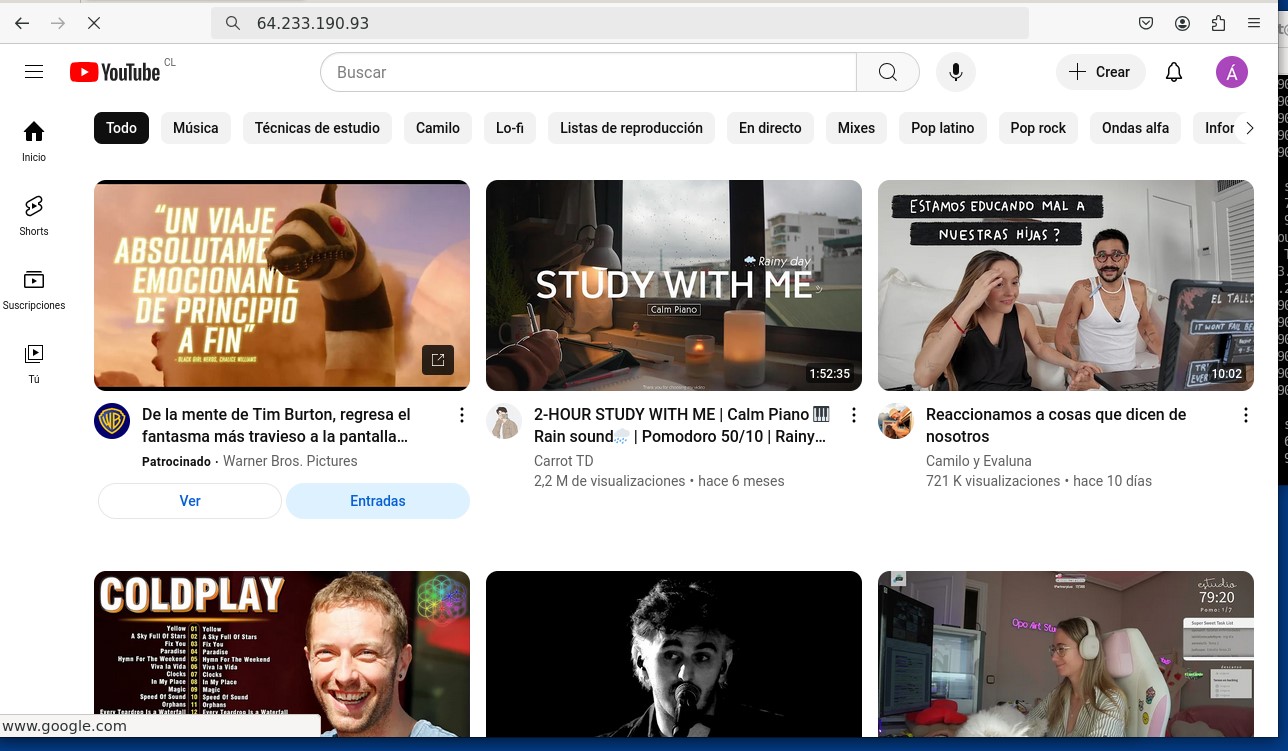 64.233.190.93
YouTube CL
Buscar
Crear
Á
Todo
Música
Técnicas de estudio
Camilo
Lo-fi
Listas de reproducción
En directo
Mixes
Pop latino
Pop rock
Ondas alfa
Infor
Inicio
Shorts
Suscripciones
Tú
“UN VIAJE
ABSOLUTAME
EMOCIONANTE
DE PRINCIPIO
A FIN”
- BLACK GIRL NERDS, CHALICE WILLIAMS
Rainy day
STUDY WITH ME
Calm Piano
1:52:35
ESTAMOS EDUCANDO MAL A
NUESTRAS HIJAS?
EL TALLE
IT WONT FAIL BE
10:02
De la mente de Tim Burton, regresa el
fantasma más travieso a la pantalla...
Patrocinado · Warner Bros. Pictures
Ver
Entradas
2-HOUR STUDY WITH ME | Calm Piano 🎹
Rain sound🌧️ | Pomodoro 50/10 | Rainy...
Carrot TD
2,2 M de visualizaciones • hace 6 meses
Reaccionamos a cosas que dicen de
nosotros
Camilo y Evaluna
721 K visualizaciones • hace 10 días
COLDPLAY
Yellow 01 Yellow
A Sky Full Of Stars 02 A Sky Full Of Stars
Fix You 03 Fix You
Paradise 04 Paradise
Hymn For The Weekend 05 Hymn For The Weekend
Viva la Vida 06 Viva la Vida
Clocks 07 Clocks
In My Place 08 In My Place
Magic 09 Magic
Speed Of Sound 10 Speed Of Sound
Orphans 11 Orphans
Every Teardrop Is a Waterfall 12 Every Teardrop Is a Waterfall
estudio
79:20
Pomo: 1/7
Super Sweet Task List
Opo Art Stu
www.google.com